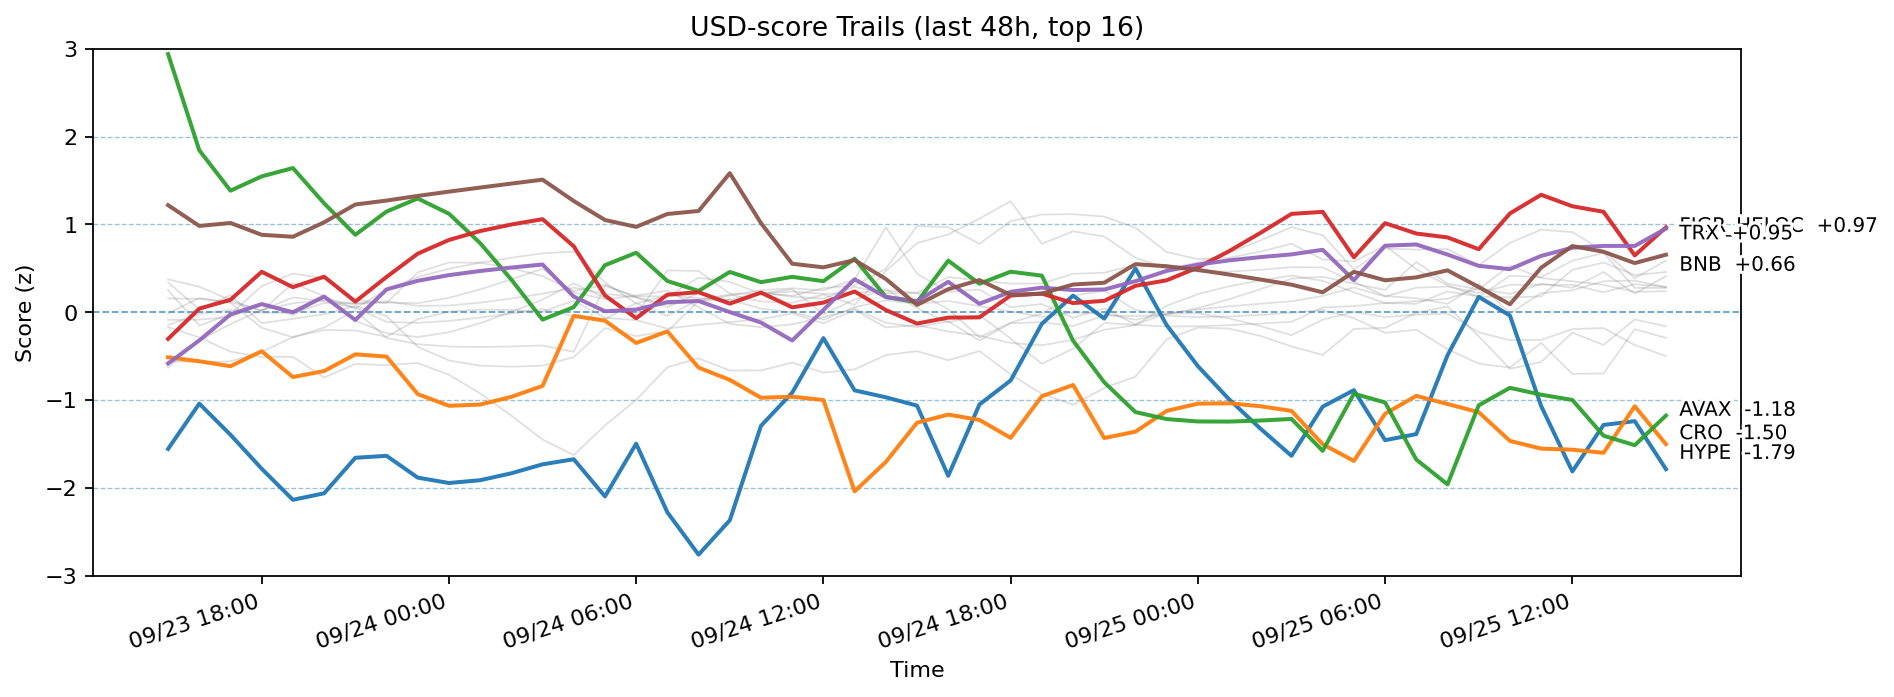 USD-score Trails (last 48h, top 16)
Score (z)
3
2
1
0
−1
−2
−3
+0.97
TRX +0.95
BNB +0.66
AVAX -1.18
CRO -1.50
HYPE -1.79
09/23 18:00
09/24 00:00
09/24 06:00
09/24 12:00
09/24 18:00
09/25 00:00
09/25 06:00
09/25 12:00
Time